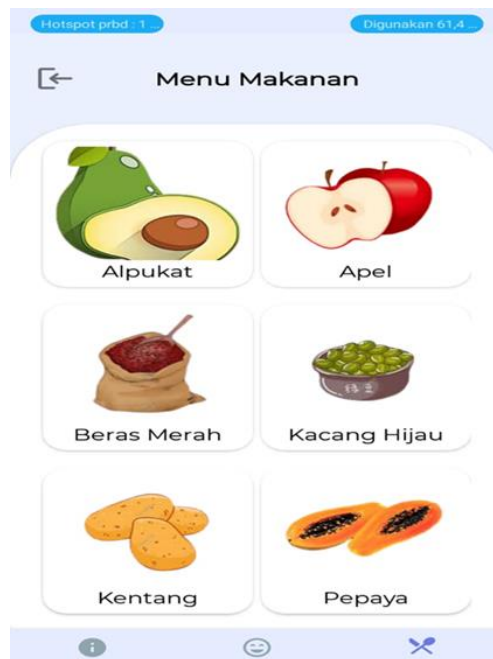 Hotspot prbd : 1 ...
Digunakan 61,4 ...
Menu Makanan
Alpukat
Apel
Beras Merah
Kacang Hijau
Kentang
Pepaya